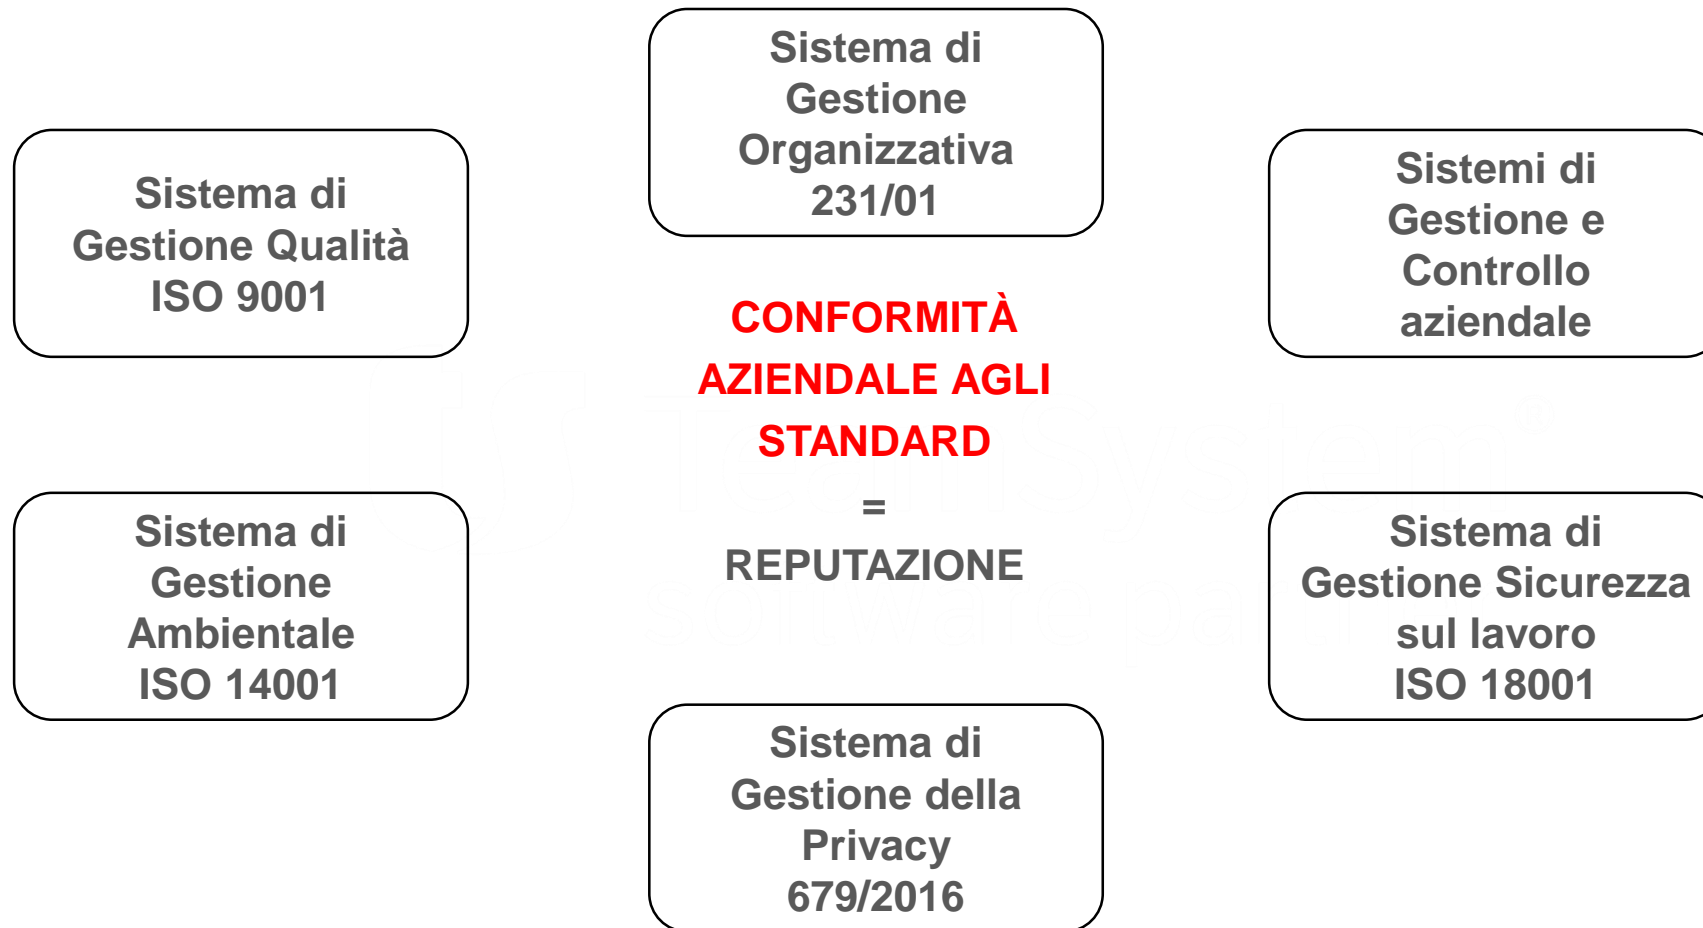 Sistema di
Gestione
Organizzativa
231/01
Sistema di
Gestione Qualità
ISO 9001
Sistemi di
Gestione e
Controllo
aziendale
CONFORMITÀ
AZIENDALE AGLI
STANDARD
=
REPUTAZIONE
Sistema di
Gestione
Ambientale
ISO 14001
Sistema di
Gestione Sicurezza
sul lavoro
ISO 18001
Sistema di
Gestione della
Privacy
679/2016